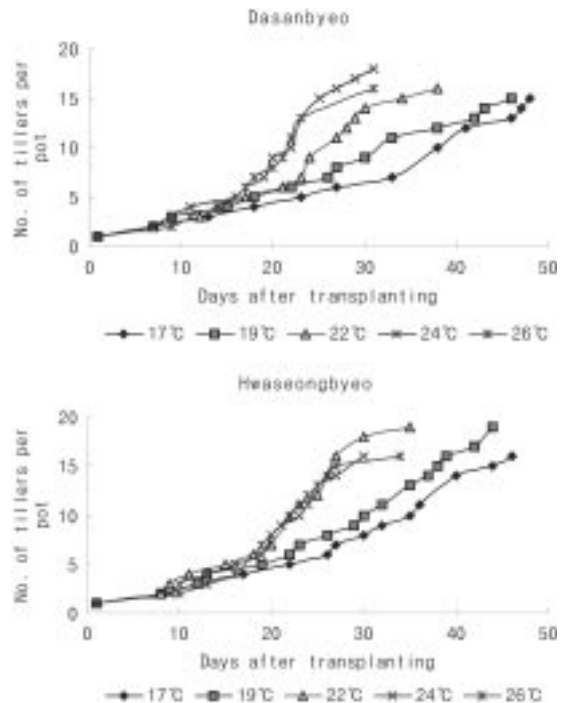 Dasanbyeo
No. of tillers per
pot
20
15
10
5
0
0 10 20 30 40 50
Days after transplanting
17℃ 19℃ 22℃ 24℃ 26℃
Hwaseongbyeo
No. of tillers per
pot
20
15
10
5
0
0 10 20 30 40 50
Days after transplanting
17℃ 19℃ 22℃ 24℃ 26℃